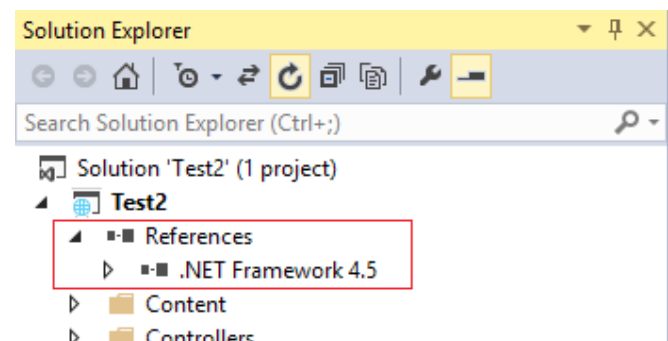 Solution Explorer
Search Solution Explorer (Ctrl+;)
Solution 'Test2' (1 project)
Test2
References
.NET Framework 4.5
Content
Controllers